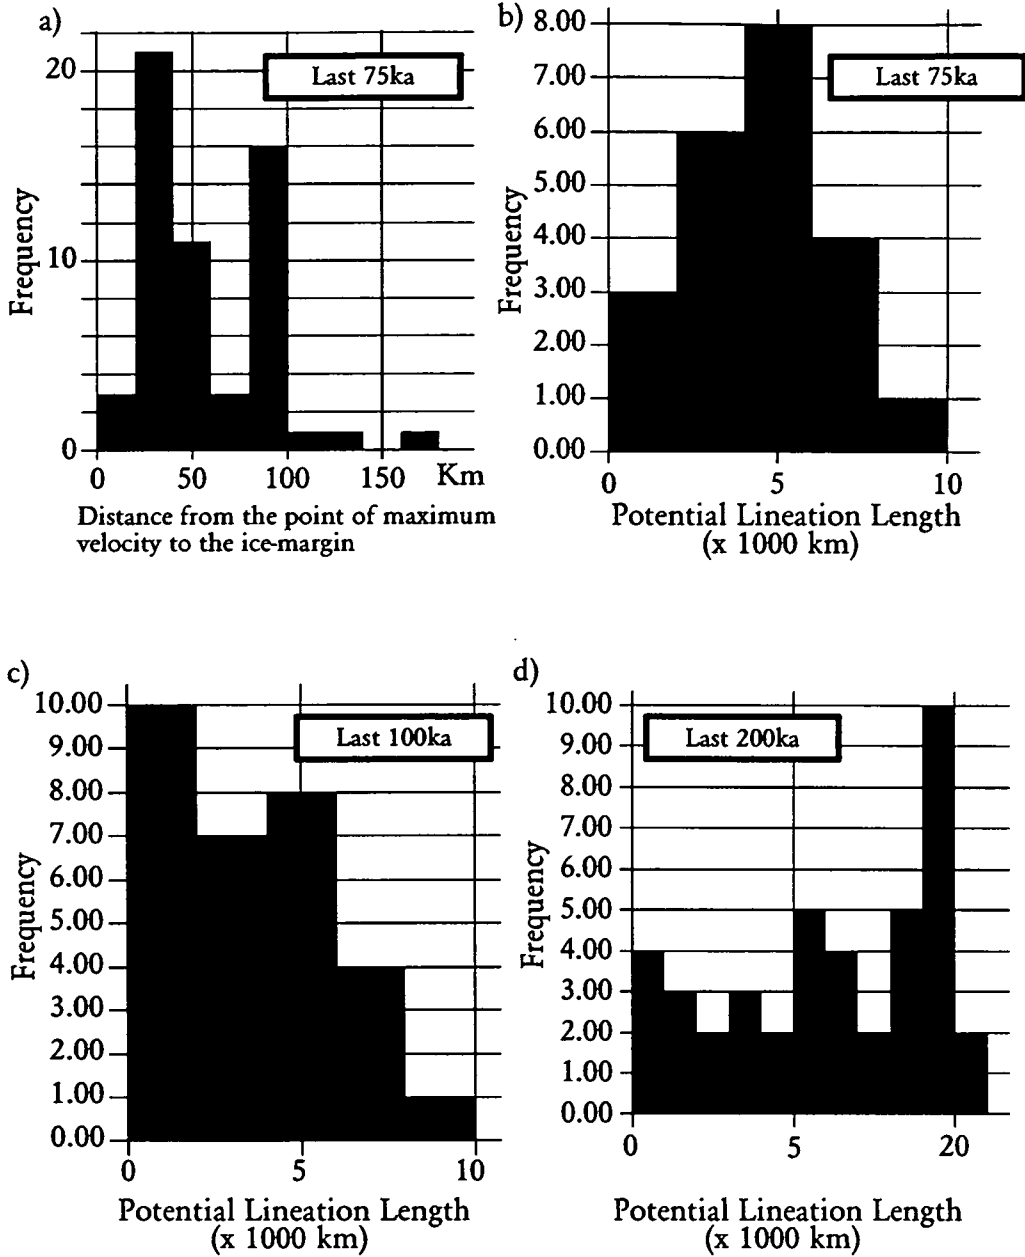 a)
Last 75ka
20
10
0
Frequency
0 50 100 150 Km
Distance from the point of maximum
velocity to the ice-margin
b)
Last 75ka
8.00
7.00
6.00
5.00
4.00
3.00
2.00
1.00
0.00
Frequency
0 5 10
Potential Lineation Length
(x 1000 km)
c)
Last 100ka
10.00
9.00
8.00
7.00
6.00
5.00
4.00
3.00
2.00
1.00
0.00
Frequency
0 5 10
Potential Lineation Length
(x 1000 km)
d)
Last 200ka
10.00
9.00
8.00
7.00
6.00
5.00
4.00
3.00
2.00
1.00
0.00
Frequency
0 5 20
Potential Lineation Length
(x 1000 km)